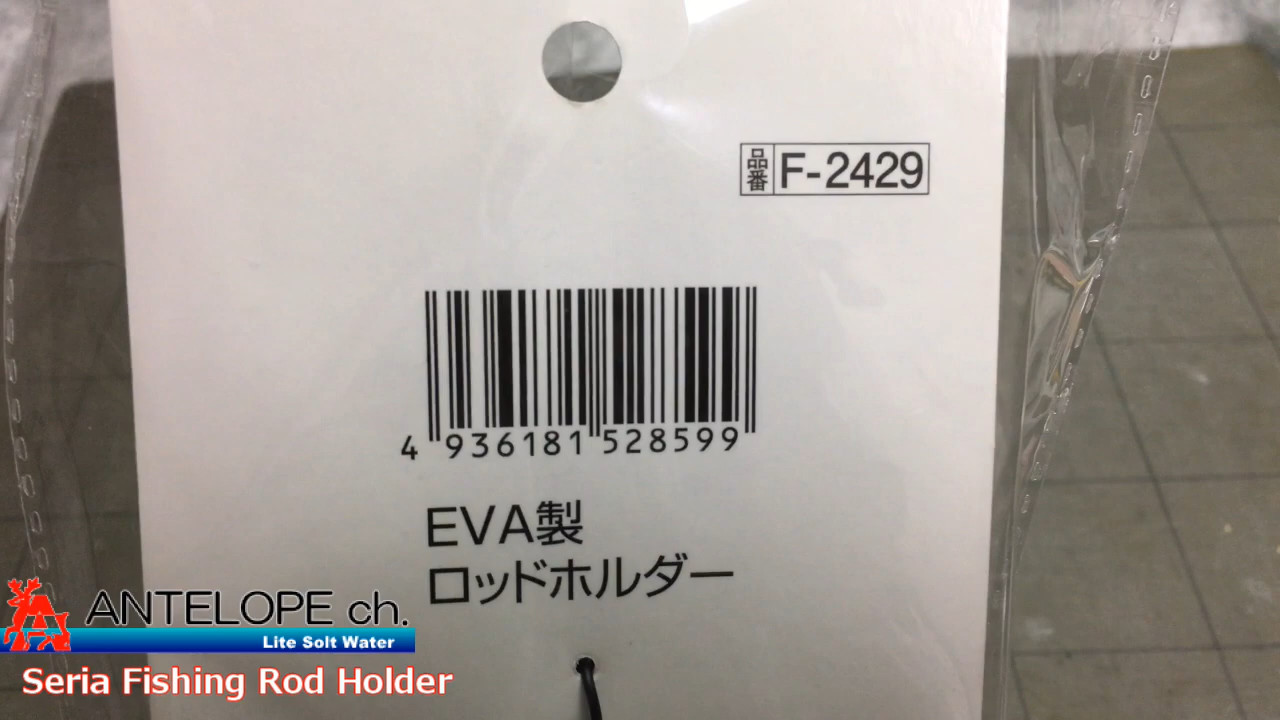 品番 F-2429
4 936181 528599
EVA製
ロッドホルダー
ANTELOPE ch.
Lite Solt Water
Seria Fishing Rod Holder